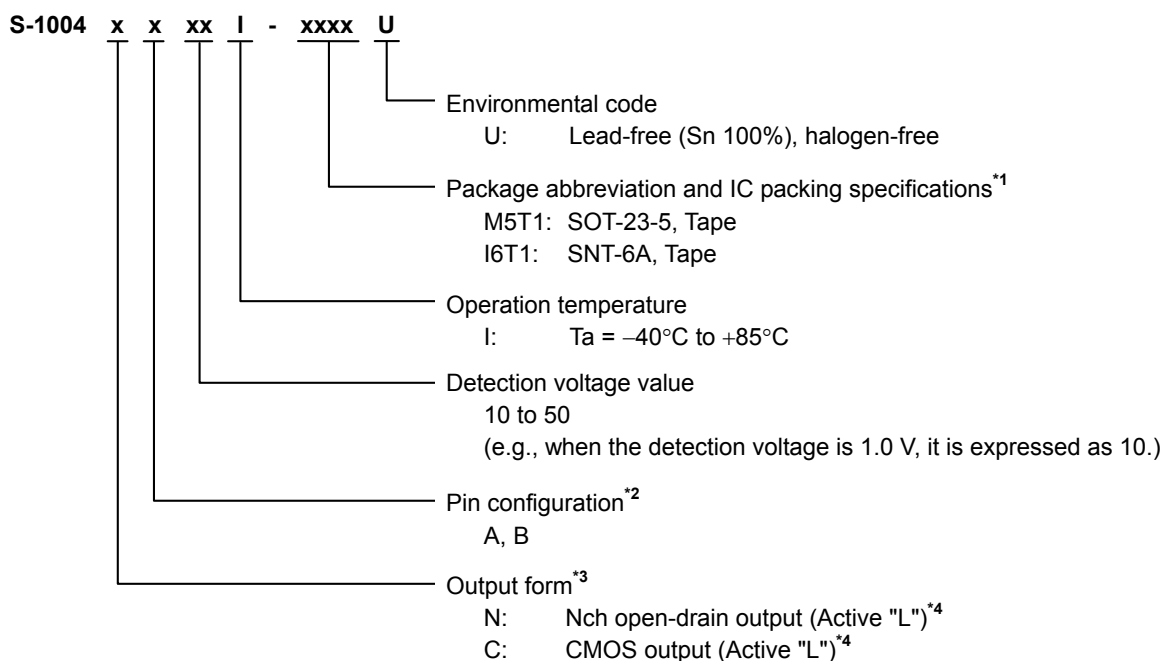 S-1004 x x xx I - xxxx U
Environmental code
U: Lead-free (Sn 100%), halogen-free
Package abbreviation and IC packing specifications*1
M5T1: SOT-23-5, Tape
I6T1: SNT-6A, Tape
Operation temperature
I: Ta = −40°C to +85°C
Detection voltage value
10 to 50
(e.g., when the detection voltage is 1.0 V, it is expressed as 10.)
Pin configuration*2
A, B
Output form*3
N: Nch open-drain output (Active "L")*4
C: CMOS output (Active "L")*4